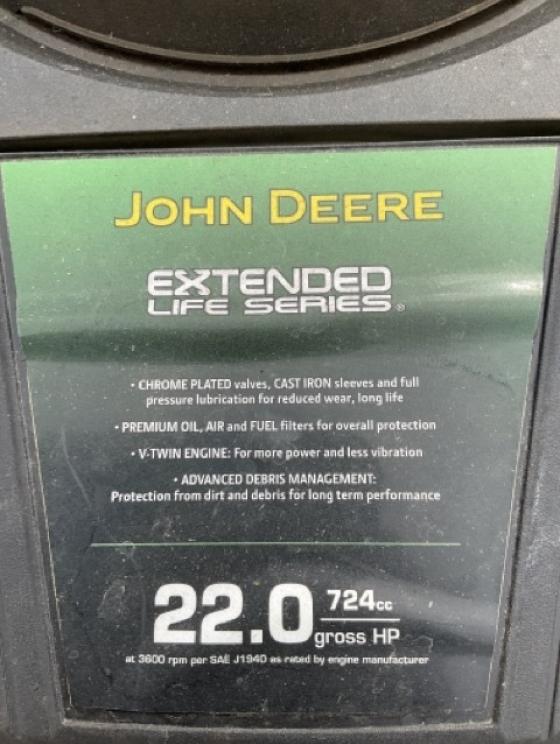 JOHN DEERE
EXTENDED
LIFE SERIES®
• CHROME PLATED valves, CAST IRON sleeves and full
pressure lubrication for reduced wear, long life
• PREMIUM OIL, AIR and FUEL filters for overall protection
• V-TWIN ENGINE: For more power and less vibration
• ADVANCED DEBRIS MANAGEMENT:
Protection from dirt and debris for long term performance
22.0 724cc
gross HP
at 3600 rpm per SAE J1940 as rated by engine manufacturer